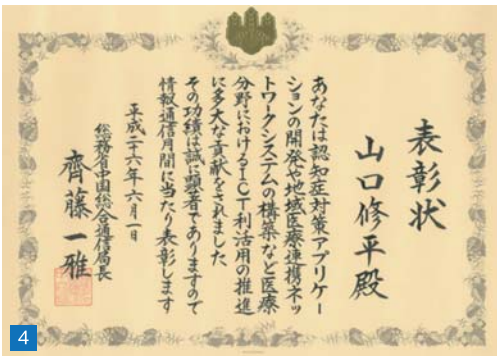 表彰状
山口修平殿
あなたは認知症対策アプリケー
ションの開発や地域医療連携ネッ
トワークシステムの構築など医療
分野におけるICT利活用の推進
に多大な貢献をされました
その功績は誠に顕著でありますので
情報通信月間に当たり表彰します
平成二十六年六月一日
総務省中国総合通信局長
齊藤一雅
4